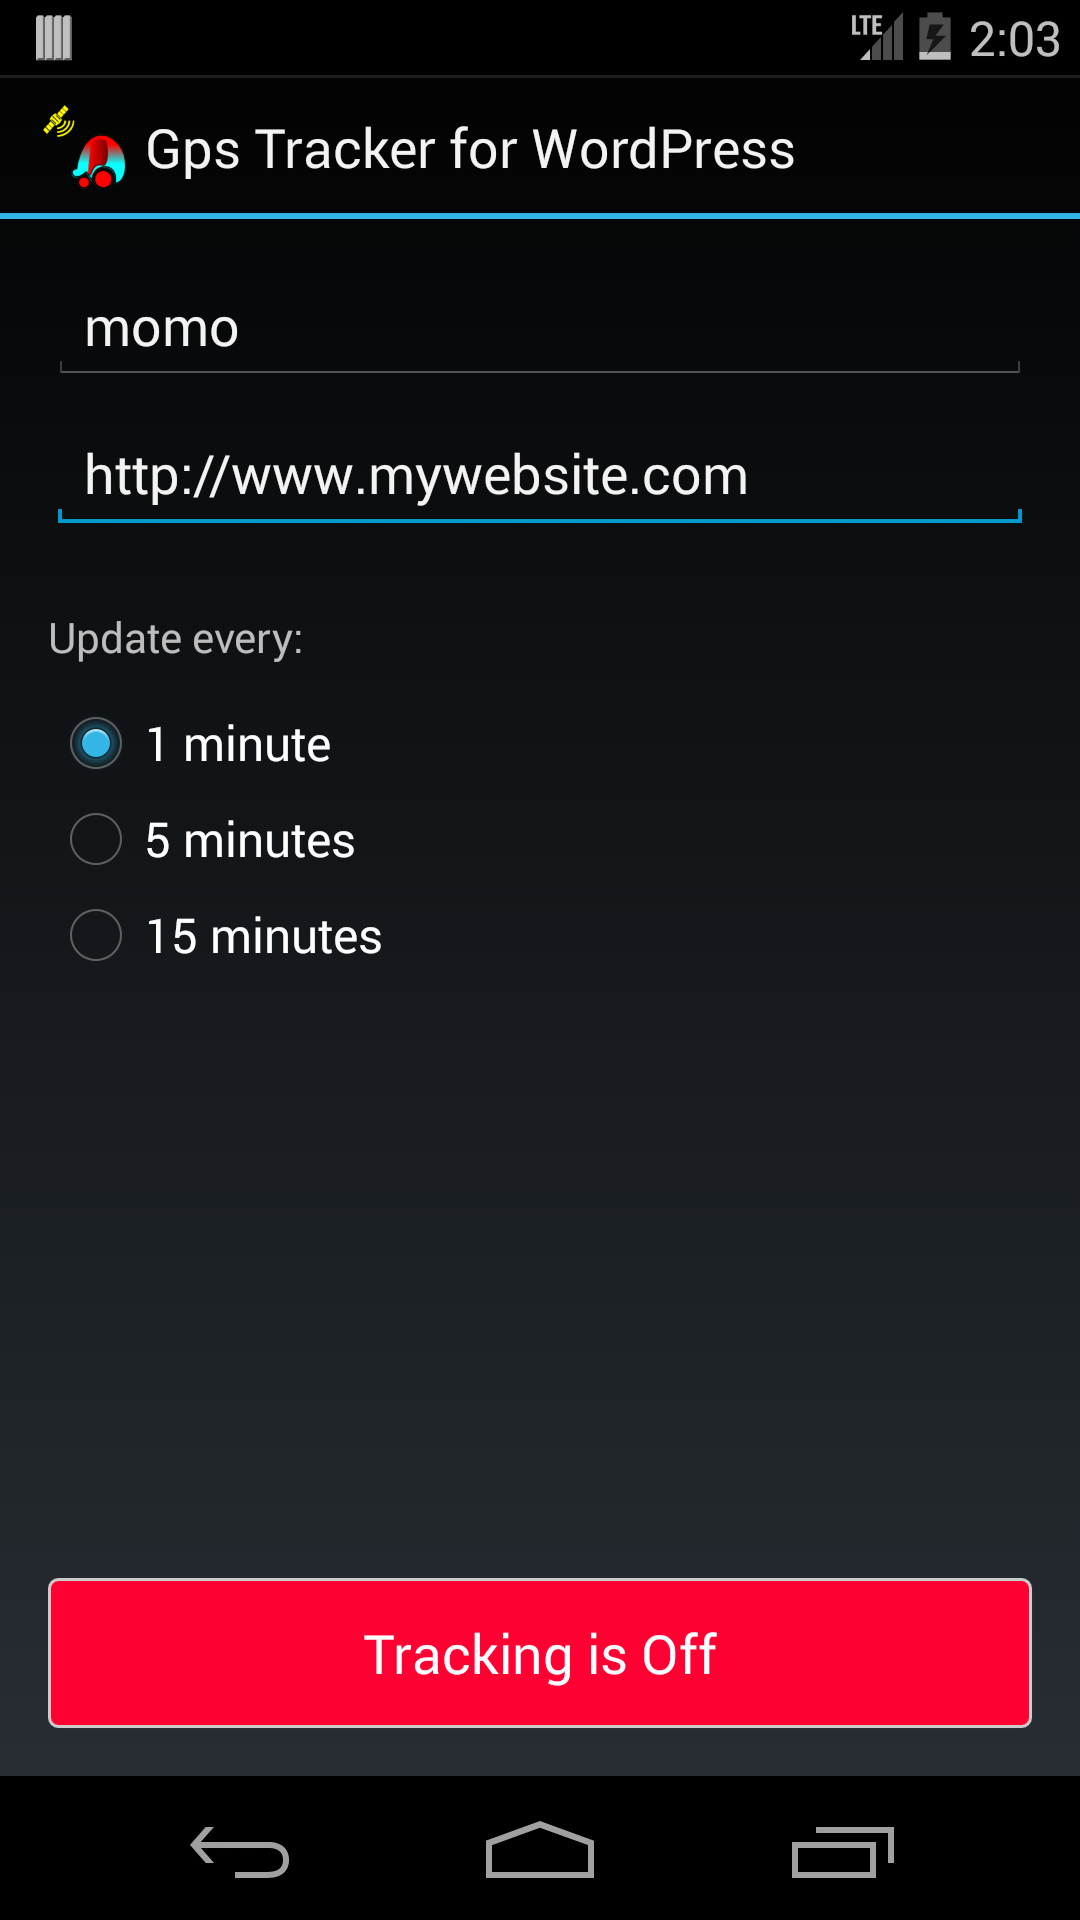 LTE 2:03
Gps Tracker for WordPress
momo
http://www.mywebsite.com
Update every:
1 minute
5 minutes
15 minutes
Tracking is Off